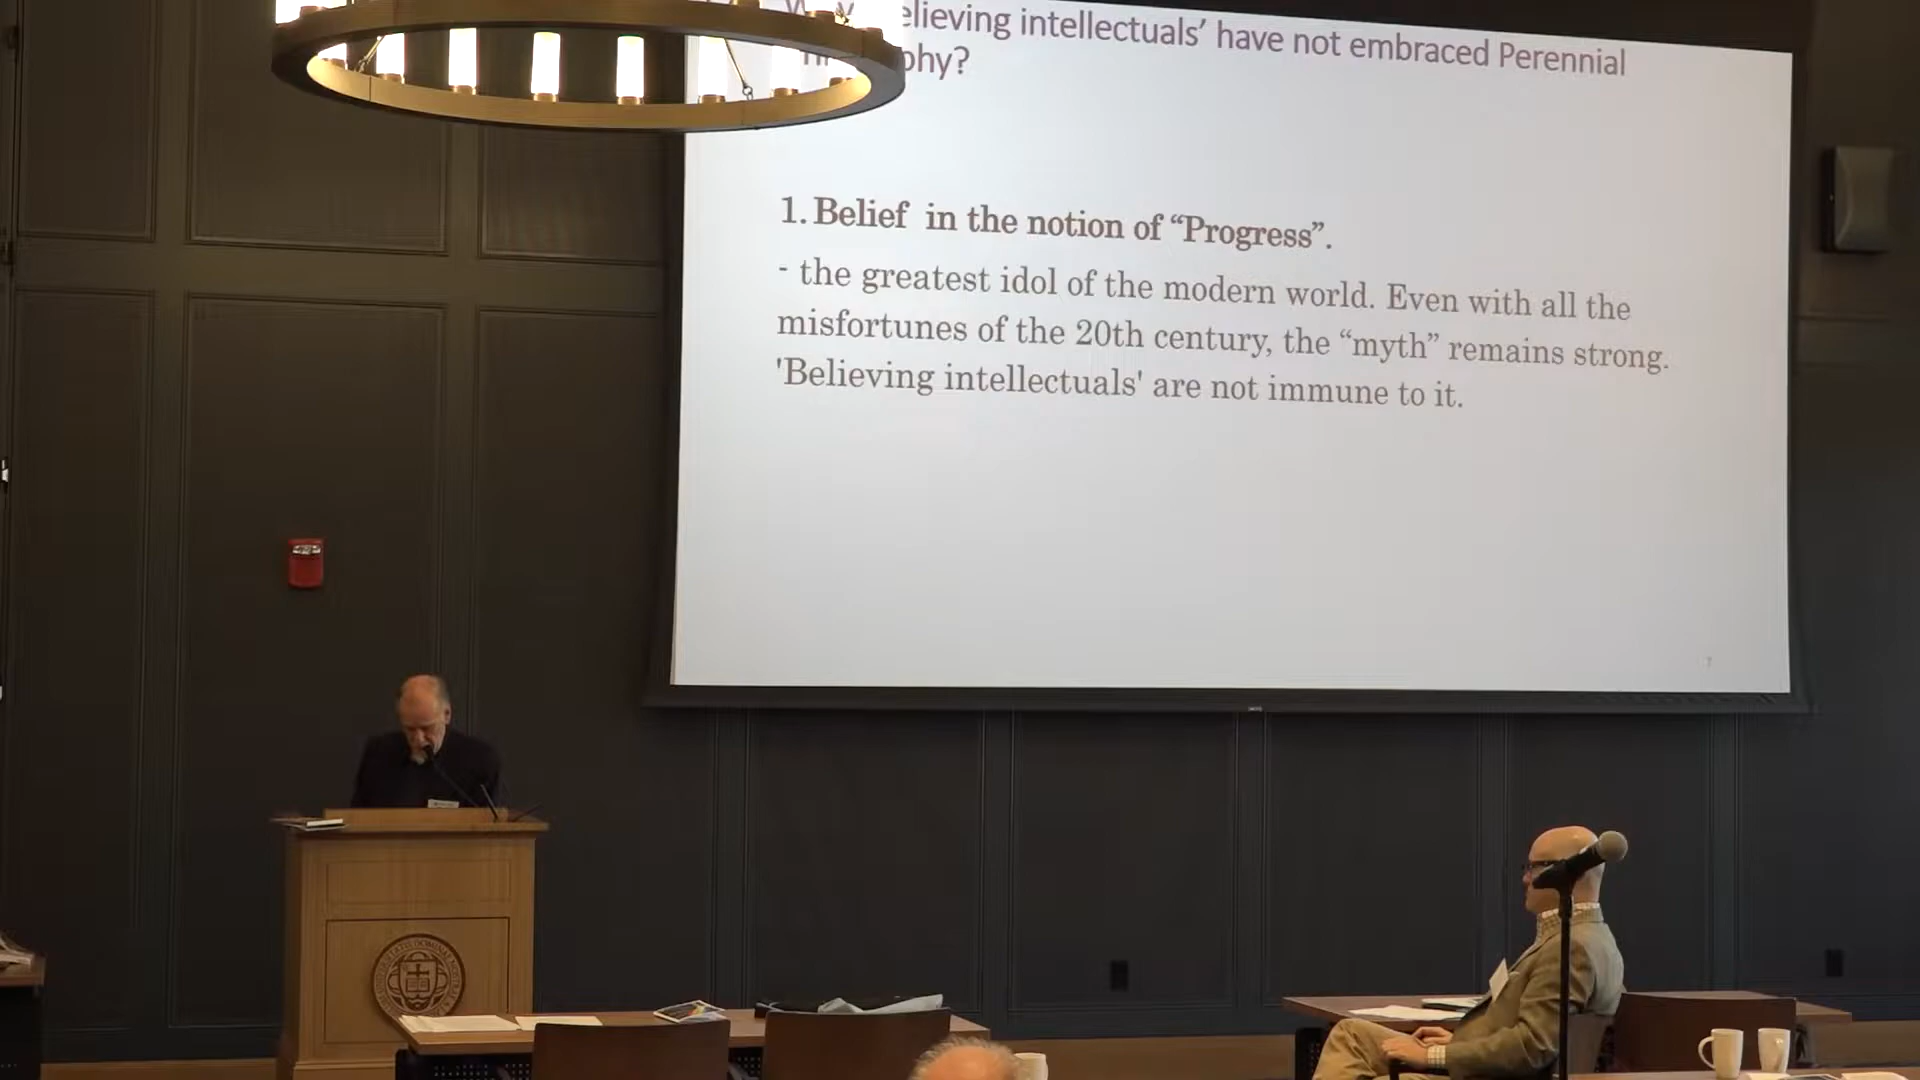 elieving intellectuals’ have not embraced Perennial
phy?
1. Belief in the notion of “Progress”.
- the greatest idol of the modern world. Even with all the
misfortunes of the 20th century, the “myth” remains strong.
'Believing intellectuals' are not immune to it.
7